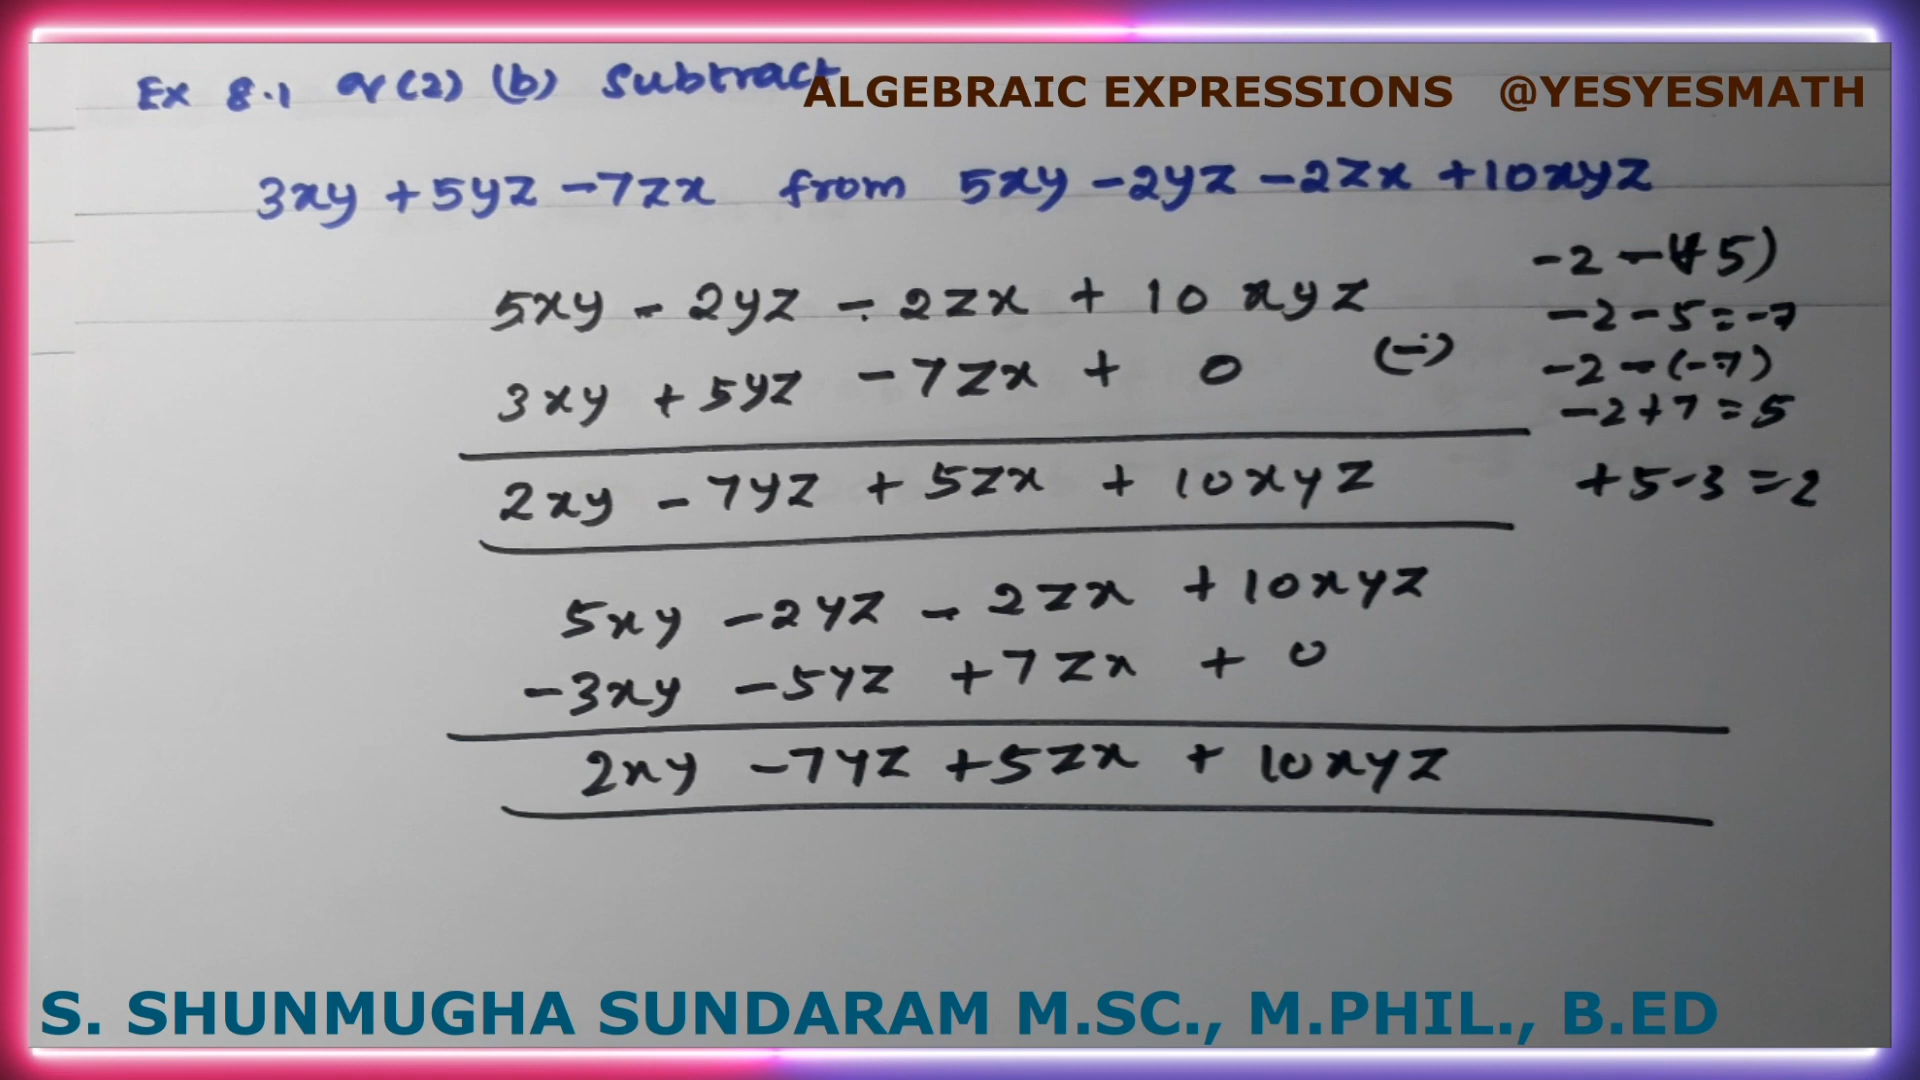 Ex 8.1 Q(2) (b) Subtract
ALGEBRAIC EXPRESSIONS @YESYESMATH
3xy + 5yz - 7zx from 5xy - 2yz - 2zx + 10xyz
5xy - 2yz - 2zx + 10xyz
3xy + 5yz - 7zx + 0 (-)
2xy - 7yz + 5zx + 10xyz
-2 - (+5)
-2 - 5 = -7
-2 - (-7)
-2 + 7 = 5
+5 - 3 = 2
5xy - 2yz - 2zx + 10xyz
-3xy - 5yz + 7zx + 0
2xy - 7yz + 5zx + 10xyz
S. SHUNMUGHA SUNDARAM M.SC., M.PHIL., B.ED